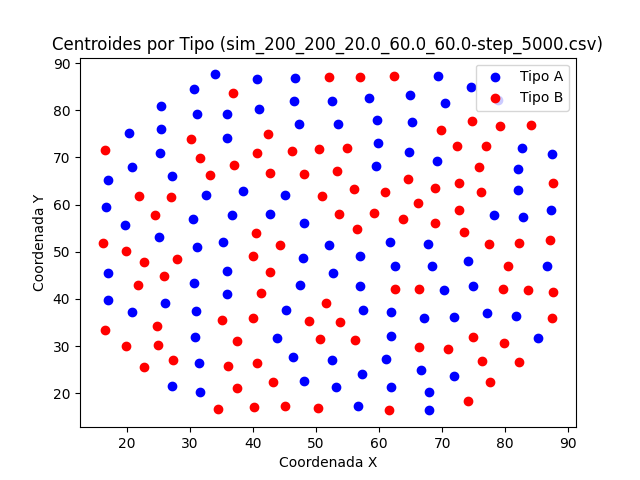 Centroides por Tipo (sim_200_200_20.0_60.0_60.0-step_5000.csv)
Tipo A
Tipo B
90
80
70
60
50
40
30
20
Coordenada Y
20 30 40 50 60 70 80 90
Coordenada X